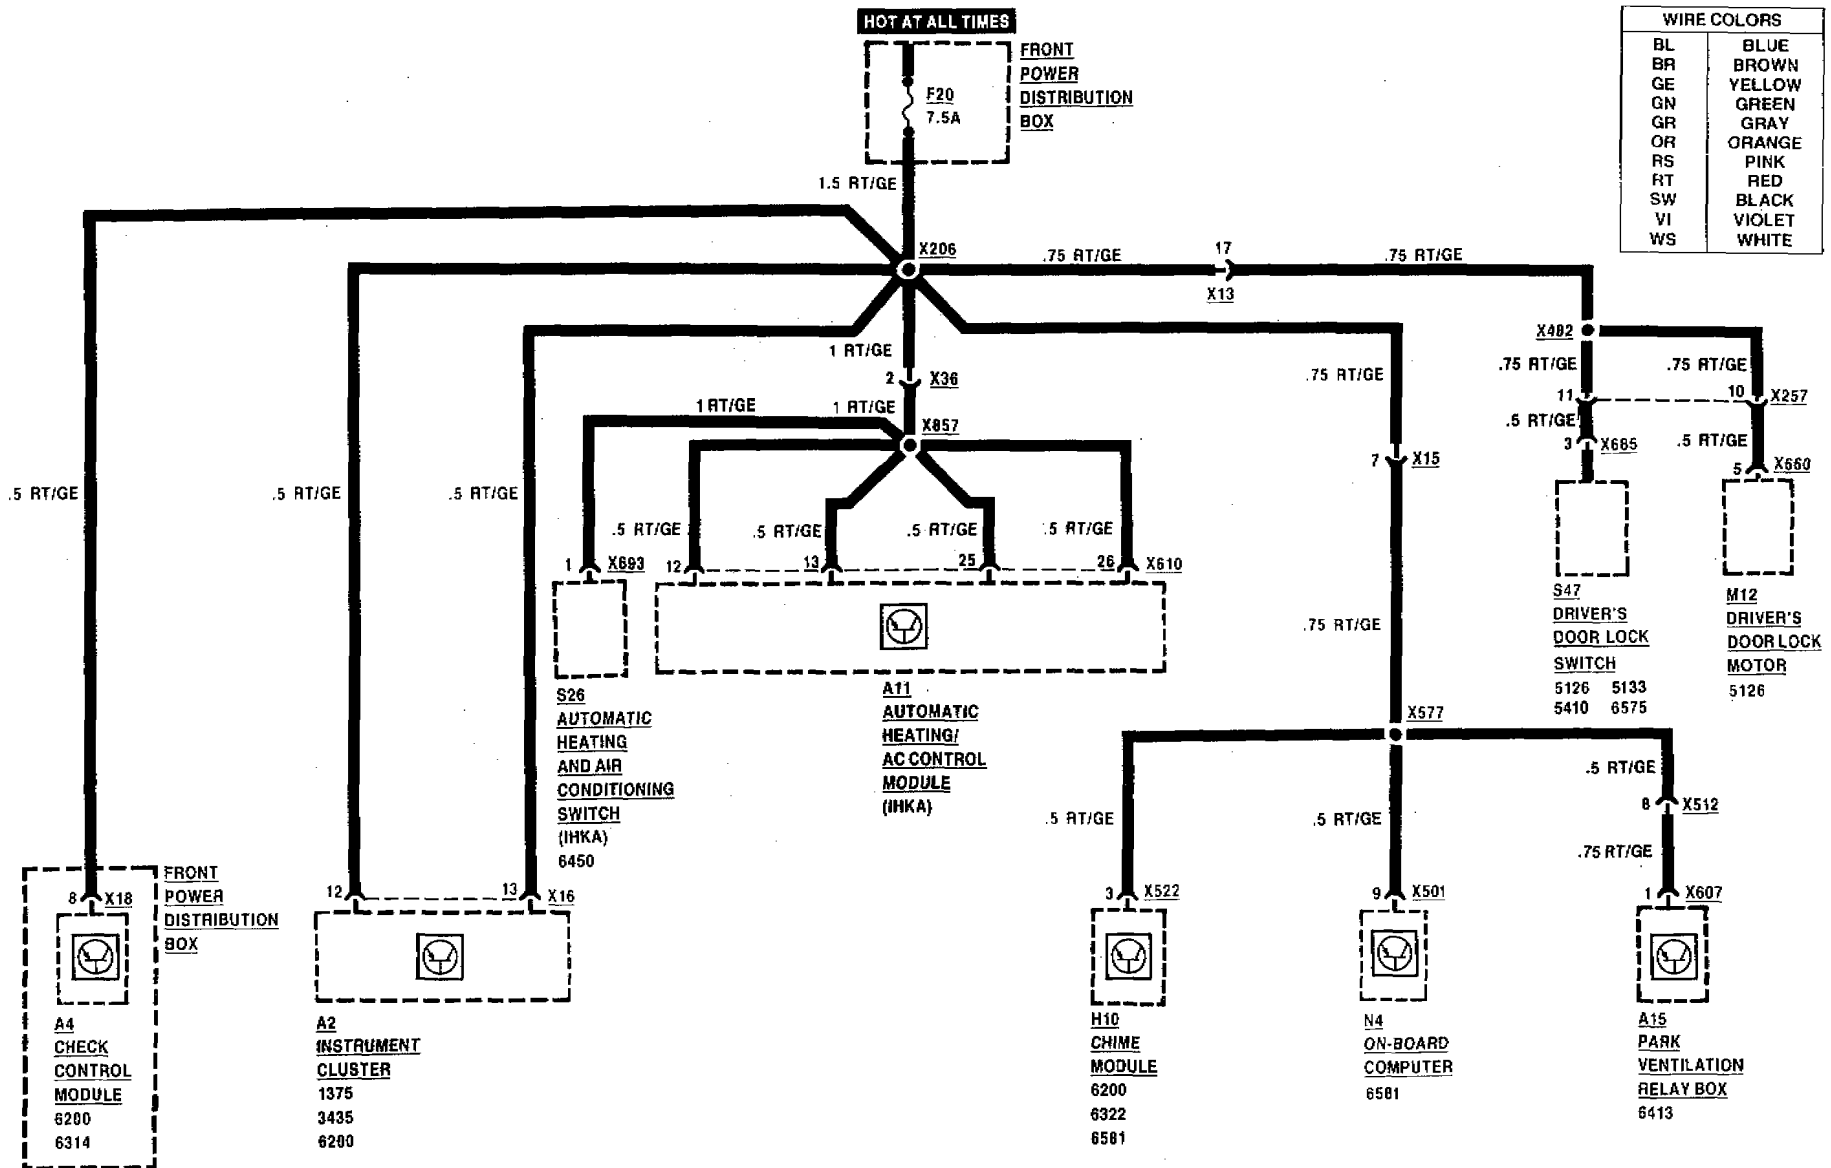 HOT AT ALL TIMES
FRONT
POWER
DISTRIBUTION
BOX
F20
7.5A
WIRE COLORS
BL BLUE
BR BROWN
GE YELLOW
GN GREEN
GR GRAY
OR ORANGE
RS PINK
RT RED
SW BLACK
VI VIOLET
WS WHITE
1.5 RT/GE
X206
.75 RT/GE
17
X13
.75 RT/GE
X482
1 RT/GE
2 X36
.75 RT/GE
.75 RT/GE
.75 RT/GE
11
10 X257
1 RT/GE
1 RT/GE
X857
.5 RT/GE
3 X685
.5 RT/GE
5 X660
7 X15
.5 RT/GE
.5 RT/GE
.5 RT/GE
.5 RT/GE
.5 RT/GE
.5 RT/GE
.5 RT/GE
1 X693
12
13
25
26 X610
S47
DRIVER'S
DOOR LOCK
SWITCH
5126 5133
5410 6575
M12
DRIVER'S
DOOR LOCK
MOTOR
5126
.75 RT/GE
S26
AUTOMATIC
HEATING
AND AIR
CONDITIONING
SWITCH
(IHKA)
6450
A11
AUTOMATIC
HEATING/
AC CONTROL
MODULE
(IHKA)
X577
.5 RT/GE
8 X512
.5 RT/GE
.5 RT/GE
.75 RT/GE
FRONT
POWER
DISTRIBUTION
BOX
8 X18
12
13 X16
3 X522
9 X501
1 X607
A4
CHECK
CONTROL
MODULE
6200
6314
A2
INSTRUMENT
CLUSTER
1375
3435
6200
H10
CHIME
MODULE
6200
6322
6581
N4
ON-BOARD
COMPUTER
6581
A15
PARK
VENTILATION
RELAY BOX
6413